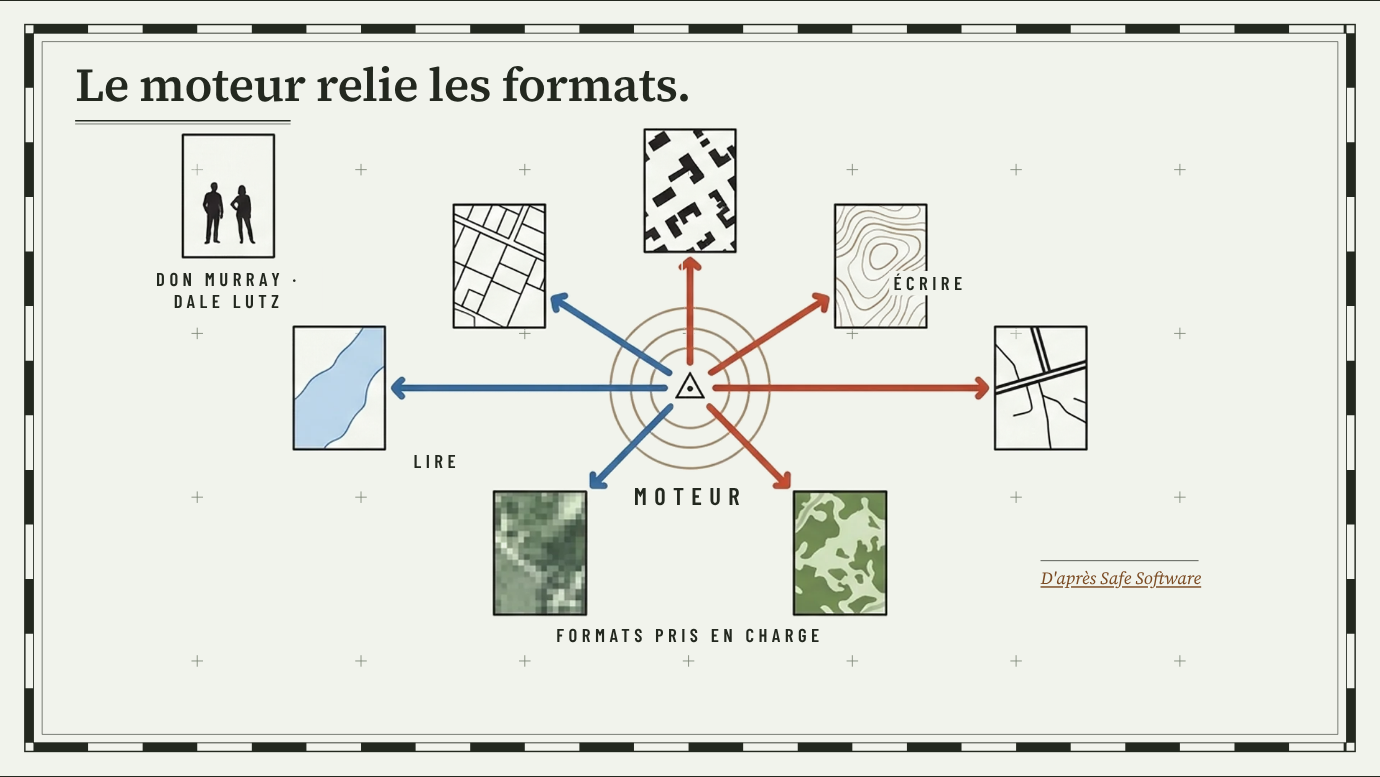 Le moteur relie les formats.
DON MURRAY ·
DALE LUTZ
ÉCRIRE
LIRE
MOTEUR
D'après Safe Software
FORMATS PRIS EN CHARGE